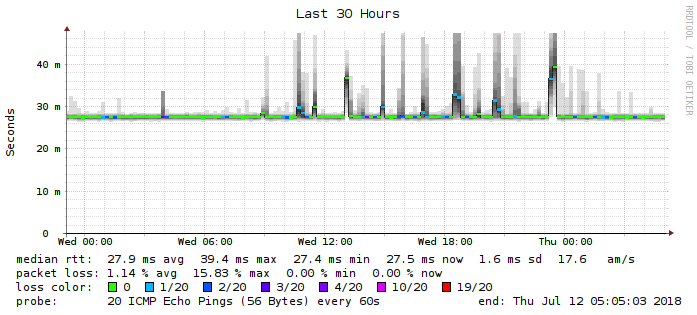 Last 30 Hours
RRDTOOL / TOBI OETIKER
Seconds
40 m
30 m
20 m
10 m
0
Wed 00:00 Wed 06:00 Wed 12:00 Wed 18:00 Thu 00:00
median rtt: 27.9 ms avg 39.4 ms max 27.4 ms min 27.5 ms now 1.6 ms sd 17.6 am/s
packet loss: 1.14 % avg 15.83 % max 0.00 % min 0.00 % now
loss color: 0 1/20 2/20 3/20 4/20 10/20 19/20
probe: 20 ICMP Echo Pings (56 Bytes) every 60s end: Thu Jul 12 05:05:03 2018